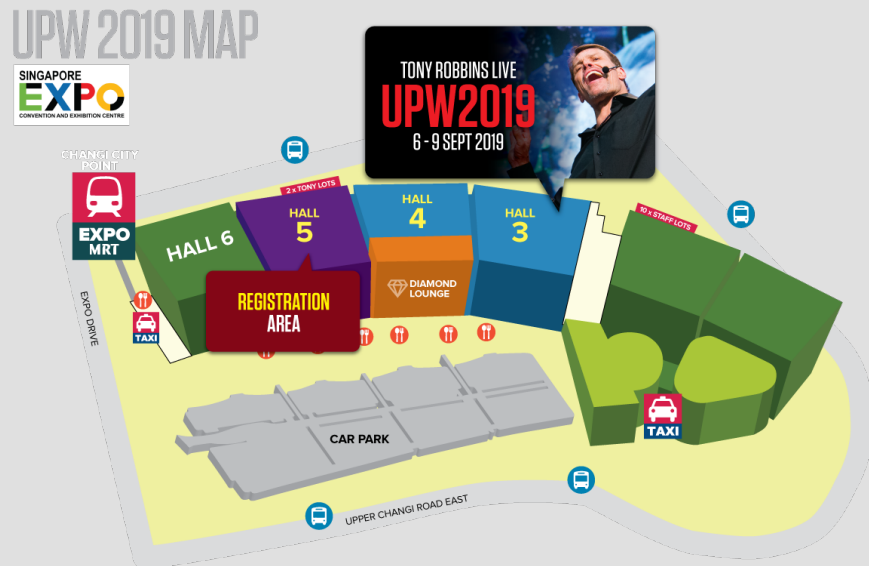 UPW 2019 MAP
SINGAPORE
EXPO
CONVENTION AND EXHIBITION CENTRE
TONY ROBBINS LIVE
UPW2019
6 - 9 SEPT 2019
CHANGI CITY
POINT
EXPO
MRT
2 x TONY LOTS
HALL 6
HALL
5
HALL
4
HALL
3
10 x STAFF LOTS
DIAMOND
LOUNGE
REGISTRATION
AREA
EXPO DRIVE
TAXI
CAR PARK
TAXI
UPPER CHANGI ROAD EAST